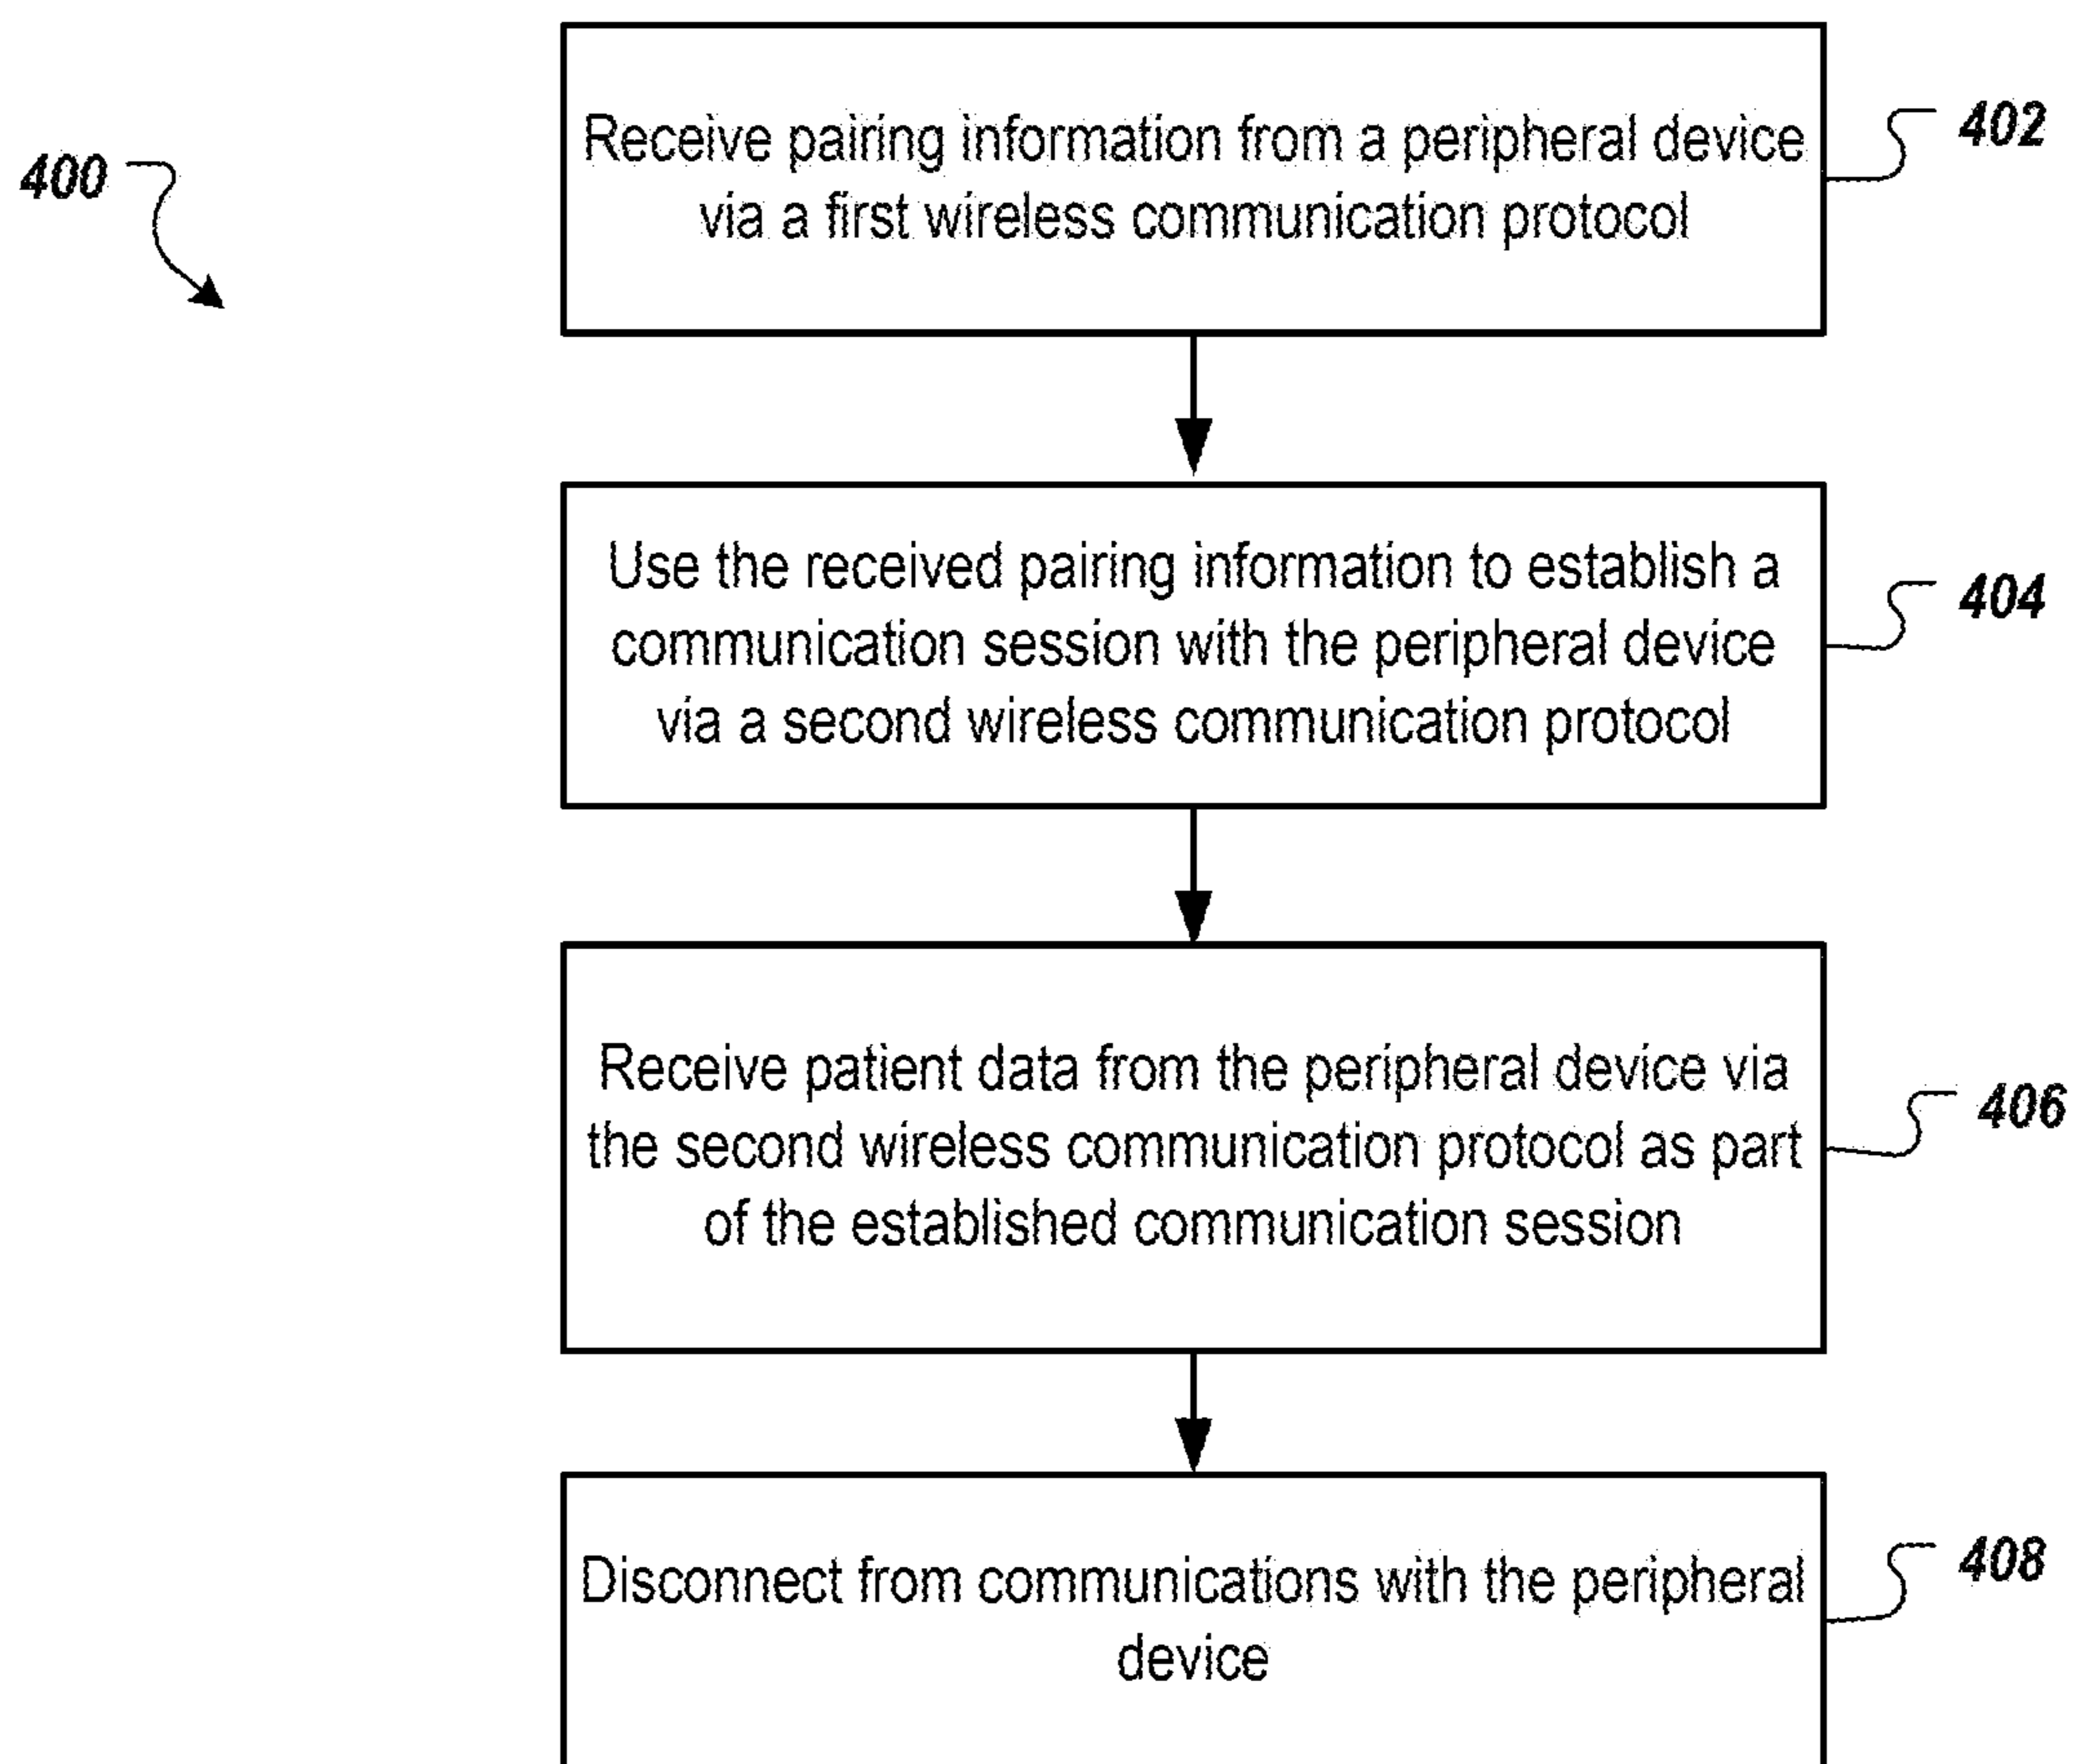 400
Receive pairing information from a peripheral device
via a first wireless communication protocol
402
Use the received pairing information to establish a
communication session with the peripheral device
via a second wireless communication protocol
404
Receive patient data from the peripheral device via
the second wireless communication protocol as part
of the established communication session
406
Disconnect from communications with the peripheral
device
408